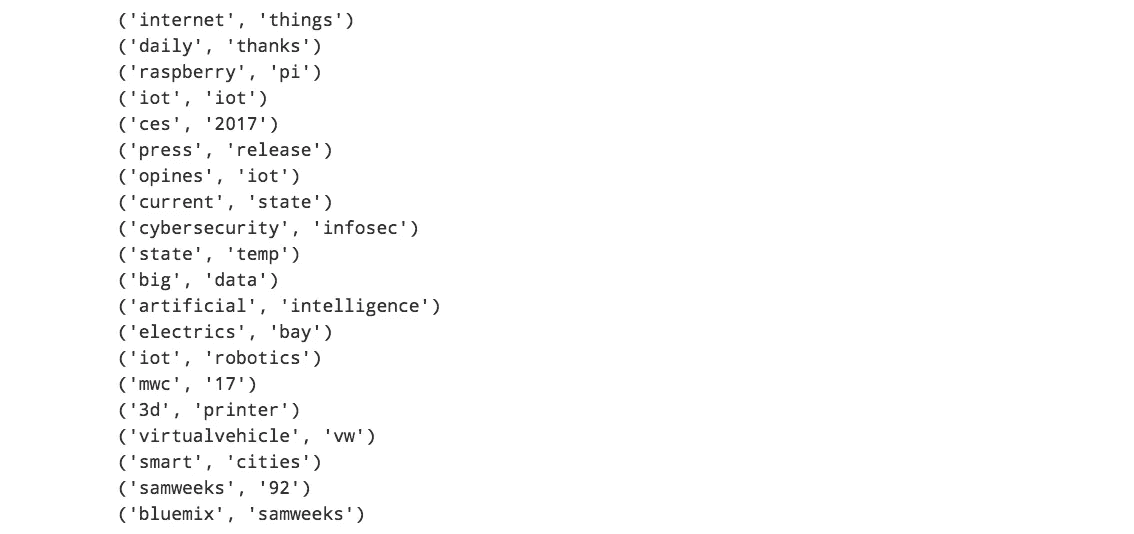 ('internet', 'things')
('daily', 'thanks')
('raspberry', 'pi')
('iot', 'iot')
('ces', '2017')
('press', 'release')
('opines', 'iot')
('current', 'state')
('cybersecurity', 'infosec')
('state', 'temp')
('big', 'data')
('artificial', 'intelligence')
('electrics', 'bay')
('iot', 'robotics')
('mwc', '17')
('3d', 'printer')
('virtualvehicle', 'vw')
('smart', 'cities')
('samweeks', '92')
('bluemix', 'samweeks')